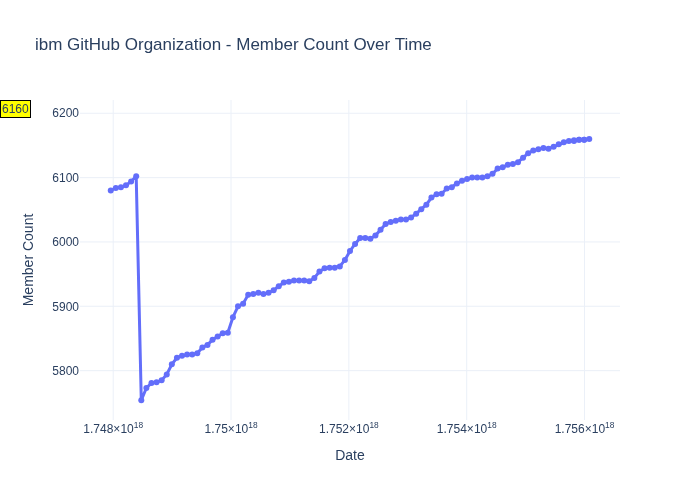 ibm GitHub Organization - Member Count Over Time
6160
6200
6100
6000
5900
5800
Member Count
1.748×10¹⁸ 1.75×10¹⁸ 1.752×10¹⁸ 1.754×10¹⁸ 1.756×10¹⁸
Date